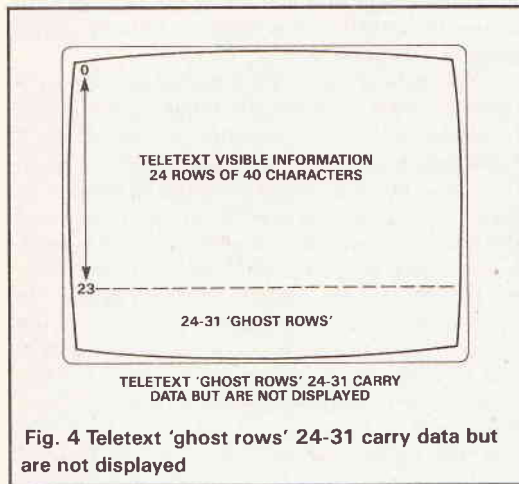 0
TELETEXT VISIBLE INFORMATION
24 ROWS OF 40 CHARACTERS
23
24-31 'GHOST ROWS'
TELETEXT 'GHOST ROWS' 24-31 CARRY
DATA BUT ARE NOT DISPLAYED
Fig. 4 Teletext 'ghost rows' 24-31 carry data but
are not displayed